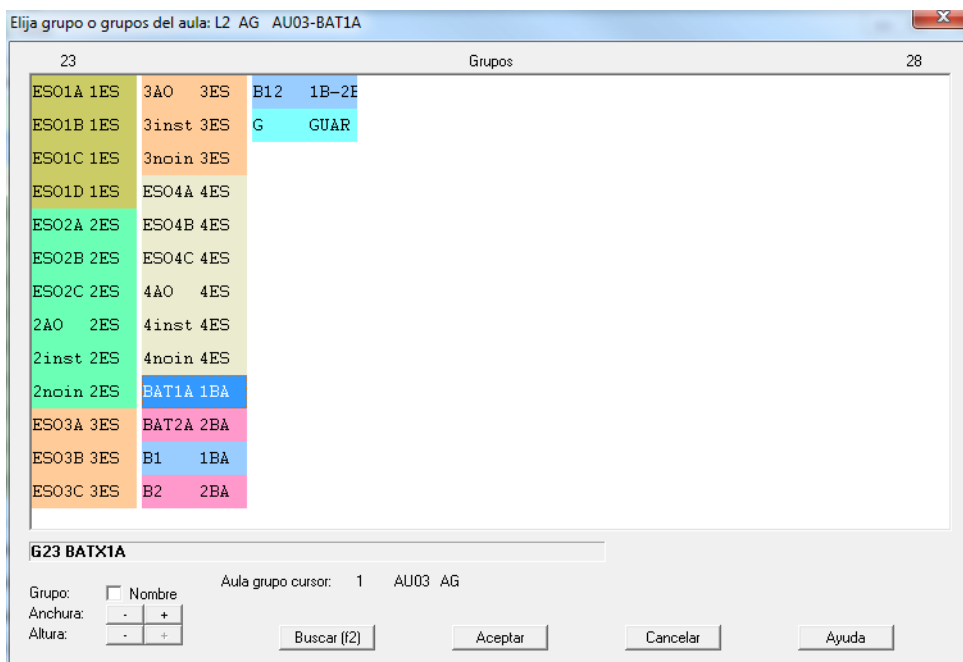 Elija grupo o grupos del aula: L2 AG AU03-BAT1A
23 Grupos 28
ESO1A 1ES 3AO 3ES B12 1B-2E
ESO1B 1ES 3inst 3ES G GUAR
ESO1C 1ES 3noin 3ES
ESO1D 1ES ESO4A 4ES
ESO2A 2ES ESO4B 4ES
ESO2B 2ES ESO4C 4ES
ESO2C 2ES 4AO 4ES
2AO 2ES 4inst 4ES
2inst 2ES 4noin 4ES
2noin 2ES BAT1A 1BA
ESO3A 3ES BAT2A 2BA
ESO3B 3ES B1 1BA
ESO3C 3ES B2 2BA
G23 BATX1A
Aula grupo cursor: 1 AU03 AG
Grupo: Nombre
Anchura: - +
Altura: - +
Buscar (f2) Aceptar Cancelar Ayuda